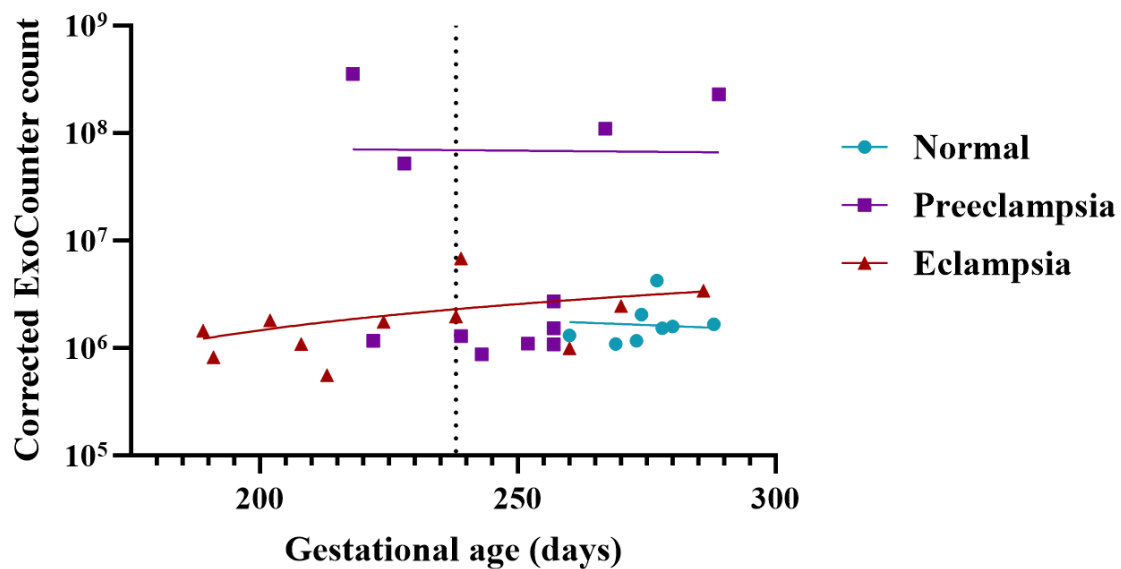 Corrected ExoCounter count
10⁹
10⁸
10⁷
10⁶
10⁵
200
250
300
Gestational age (days)
Normal
Preeclampsia
Eclampsia